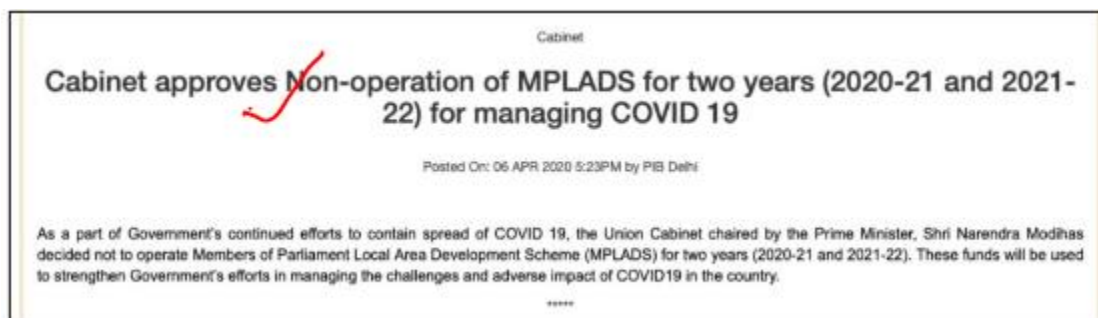 Cabinet
Cabinet approves Non-operation of MPLADS for two years (2020-21 and 2021-
22) for managing COVID 19
Posted On: 06 APR 2020 5:23PM by PIB Delhi
As a part of Government's continued efforts to contain spread of COVID 19, the Union Cabinet chaired by the Prime Minister, Shri Narendra Modihas
decided not to operate Members of Parliament Local Area Development Scheme (MPLADS) for two years (2020-21 and 2021-22). These funds will be used
to strengthen Government's efforts in managing the challenges and adverse impact of COVID19 in the country.
*****